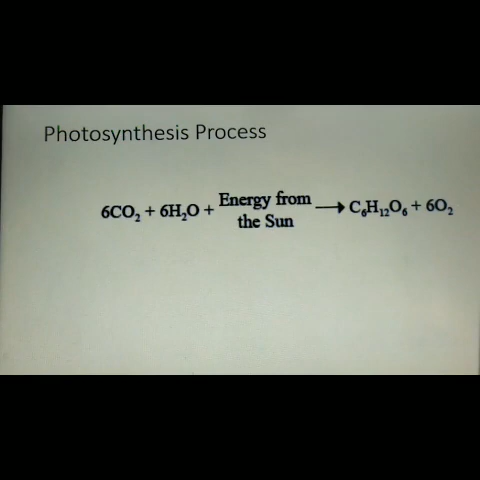 Photosynthesis Process
6CO₂ + 6H₂O + Energy from the Sun ⟶ C₆H₁₂O₆ + 6O₂